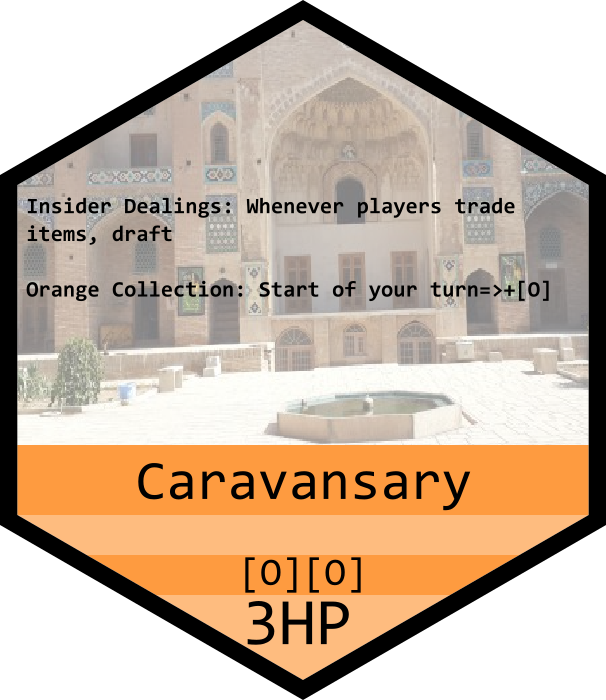 Insider Dealings: Whenever players trade
items, draft
Orange Collection: Start of your turn=>+[O]
Caravansary
[O][O]
3HP